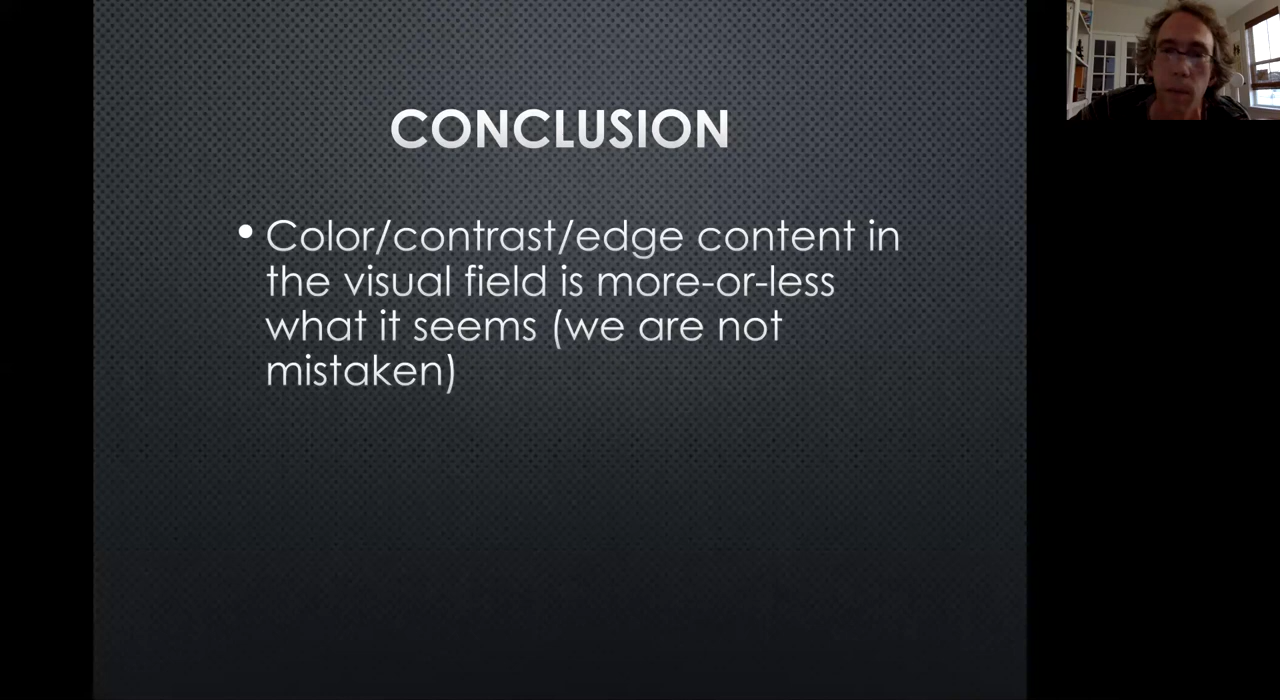 CONCLUSION
• Color/contrast/edge content in
the visual field is more-or-less
what it seems (we are not
mistaken)